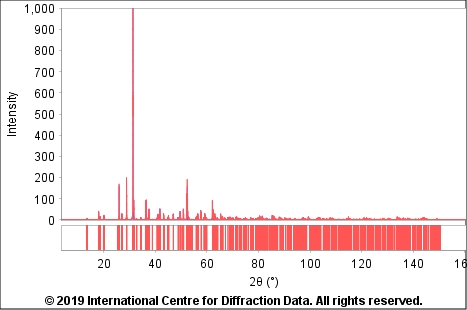 1,000
900
800
700
600
500
400
300
200
100
0
Intensity
20 40 60 80 100 120 140 16
2θ (°)
© 2019 International Centre for Diffraction Data. All rights reserved.